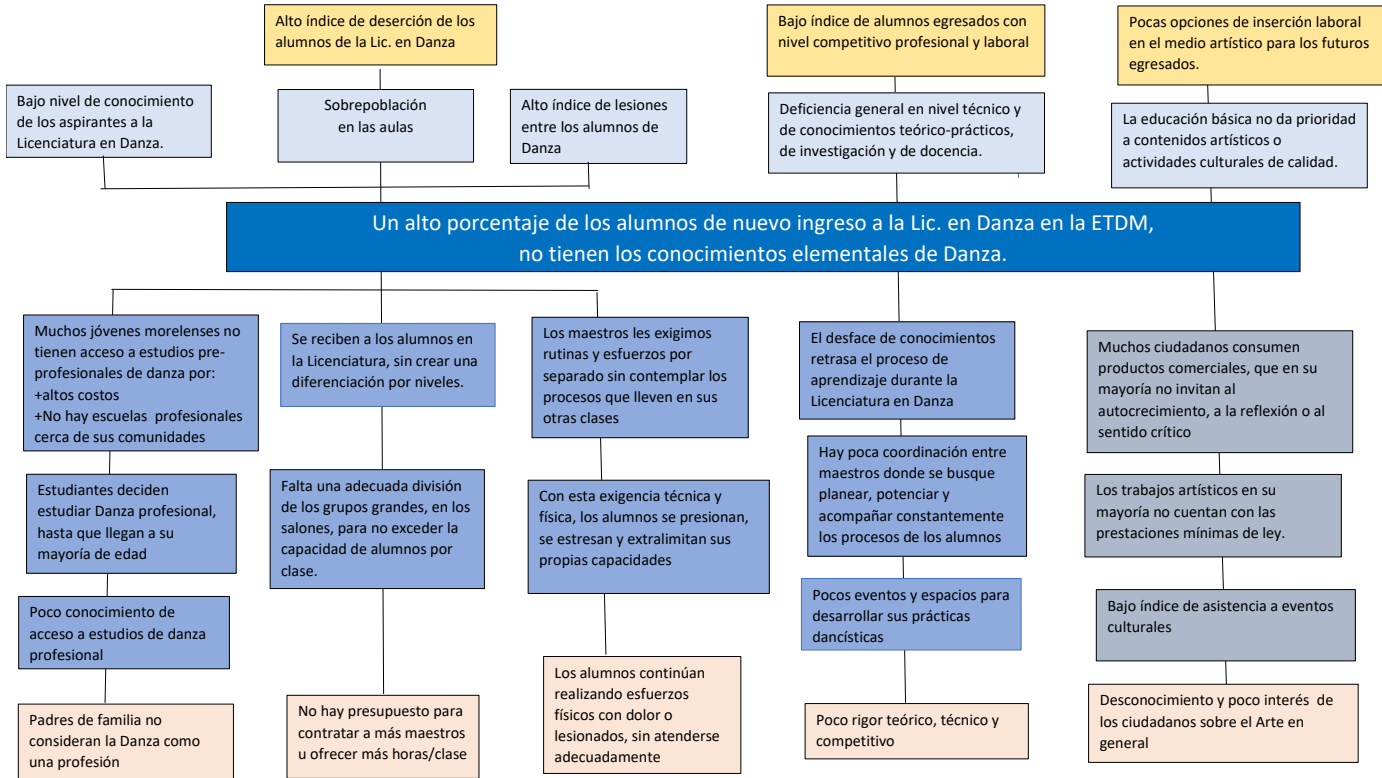 Alto índice de deserción de los
alumnos de la Lic. en Danza
Bajo índice de alumnos egresados con
nivel competitivo profesional y laboral
Pocas opciones de inserción laboral
en el medio artístico para los futuros
egresados.
Bajo nivel de conocimiento
de los aspirantes a la
Licenciatura en Danza.
Sobrepoblación
en las aulas
Alto índice de lesiones
entre los alumnos de
Danza
Deficiencia general en nivel técnico y
de conocimientos teórico-prácticos,
de investigación y de docencia.
La educación básica no da prioridad
a contenidos artísticos o
actividades culturales de calidad.
Un alto porcentaje de los alumnos de nuevo ingreso a la Lic. en Danza en la ETDM,
no tienen los conocimientos elementales de Danza.
Muchos jóvenes morelenses no
tienen acceso a estudios pre-
profesionales de danza por:
+altos costos
+No hay escuelas profesionales
cerca de sus comunidades
Se reciben a los alumnos en
la Licenciatura, sin crear una
diferenciación por niveles.
Los maestros les exigimos
rutinas y esfuerzos por
separado sin contemplar los
procesos que lleven en sus
otras clases
El desface de conocimientos
retrasa el proceso de
aprendizaje durante la
Licenciatura en Danza
Muchos ciudadanos consumen
productos comerciales, que en su
mayoría no invitan al
autocrecimiento, a la reflexión o al
sentido crítico
Estudiantes deciden
estudiar Danza profesional,
hasta que llegan a su
mayoría de edad
Falta una adecuada división
de los grupos grandes, en los
salones, para no exceder la
capacidad de alumnos por
clase.
Con esta exigencia técnica y
física, los alumnos se presionan,
se estresan y extralimitan sus
propias capacidades
Hay poca coordinación entre
maestros donde se busque
planear, potenciar y
acompañar constantemente
los procesos de los alumnos
Los trabajos artísticos en su
mayoría no cuentan con las
prestaciones mínimas de ley.
Poco conocimiento de
acceso a estudios de danza
profesional
Pocos eventos y espacios para
desarrollar sus prácticas
dancísticas
Bajo índice de asistencia a eventos
culturales
Padres de familia no
consideran la Danza como
una profesión
No hay presupuesto para
contratar a más maestros
u ofrecer más horas/clase
Los alumnos continúan
realizando esfuerzos
físicos con dolor o
lesionados, sin atenderse
adecuadamente
Poco rigor teórico, técnico y
competitivo
Desconocimiento y poco interés de
los ciudadanos sobre el Arte en
general